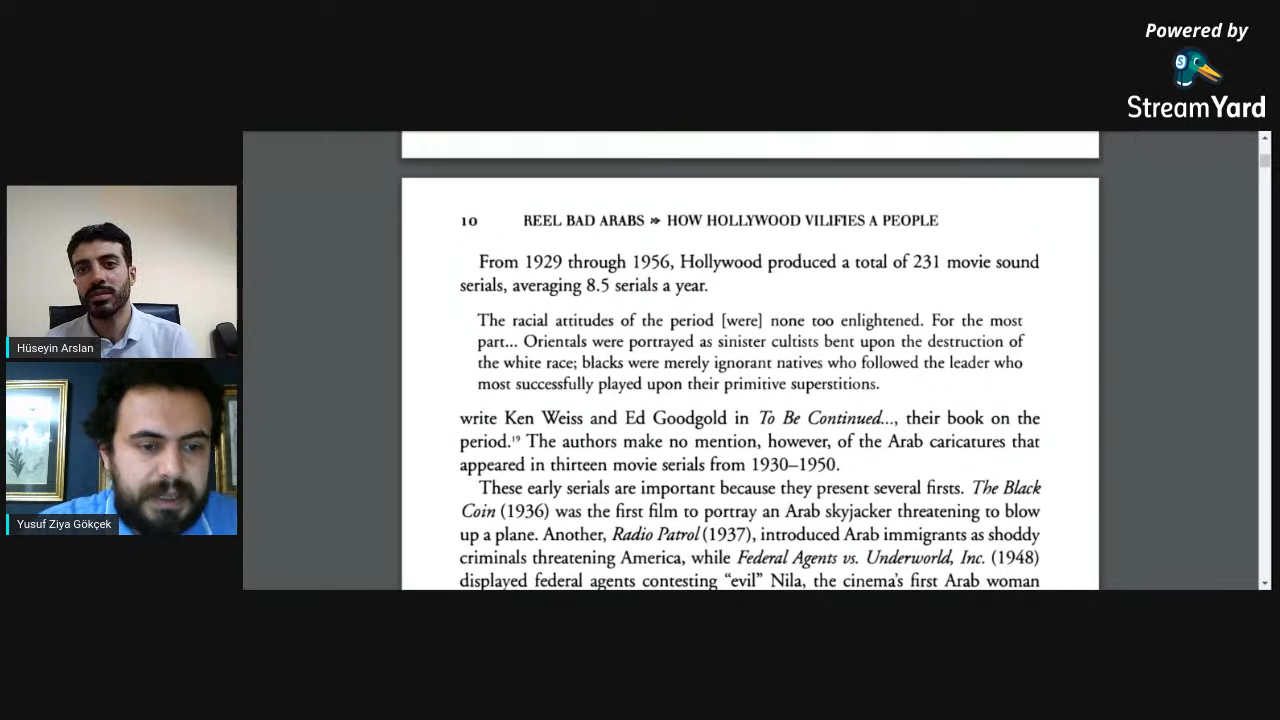 Powered by
StreamYard
Hüseyin Arslan
Yusuf Ziya Gökçek
10 REEL BAD ARABS HOW HOLLYWOOD VILIFIES A PEOPLE
From 1929 through 1956, Hollywood produced a total of 231 movie sound
serials, averaging 8.5 serials a year.
The racial attitudes of the period [were] none too enlightened. For the most
part... Orientals were portrayed as sinister cultists bent upon the destruction of
the white race; blacks were merely ignorant natives who followed the leader who
most successfully played upon their primitive superstitions.
write Ken Weiss and Ed Goodgold in To Be Continued..., their book on the
period.¹⁹ The authors make no mention, however, of the Arab caricatures that
appeared in thirteen movie serials from 1930–1950.
These early serials are important because they present several firsts. The Black
Coin (1936) was the first film to portray an Arab skyjacker threatening to blow
up a plane. Another, Radio Patrol (1937), introduced Arab immigrants as shoddy
criminals threatening America, while Federal Agents vs. Underworld, Inc. (1948)
displayed federal agents contesting “evil” Nila, the cinema's first Arab woman